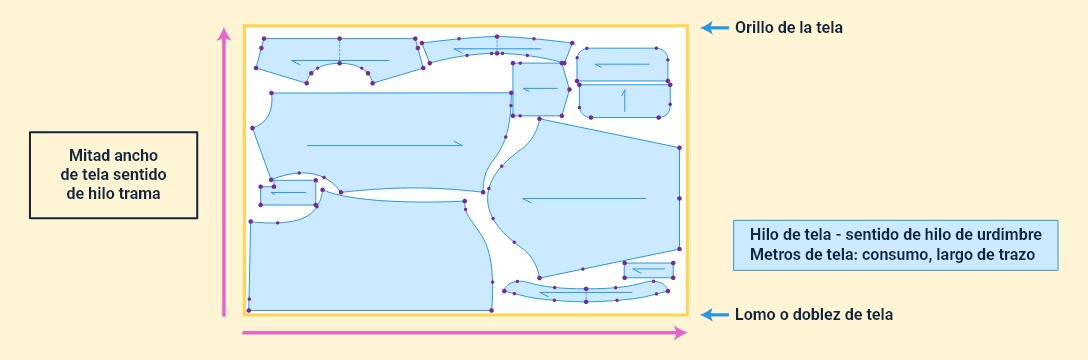 Orillo de la tela
Mitad ancho
de tela sentido
de hilo trama
Hilo de tela - sentido de hilo de urdimbre
Metros de tela: consumo, largo de trazo
Lomo o doblez de tela